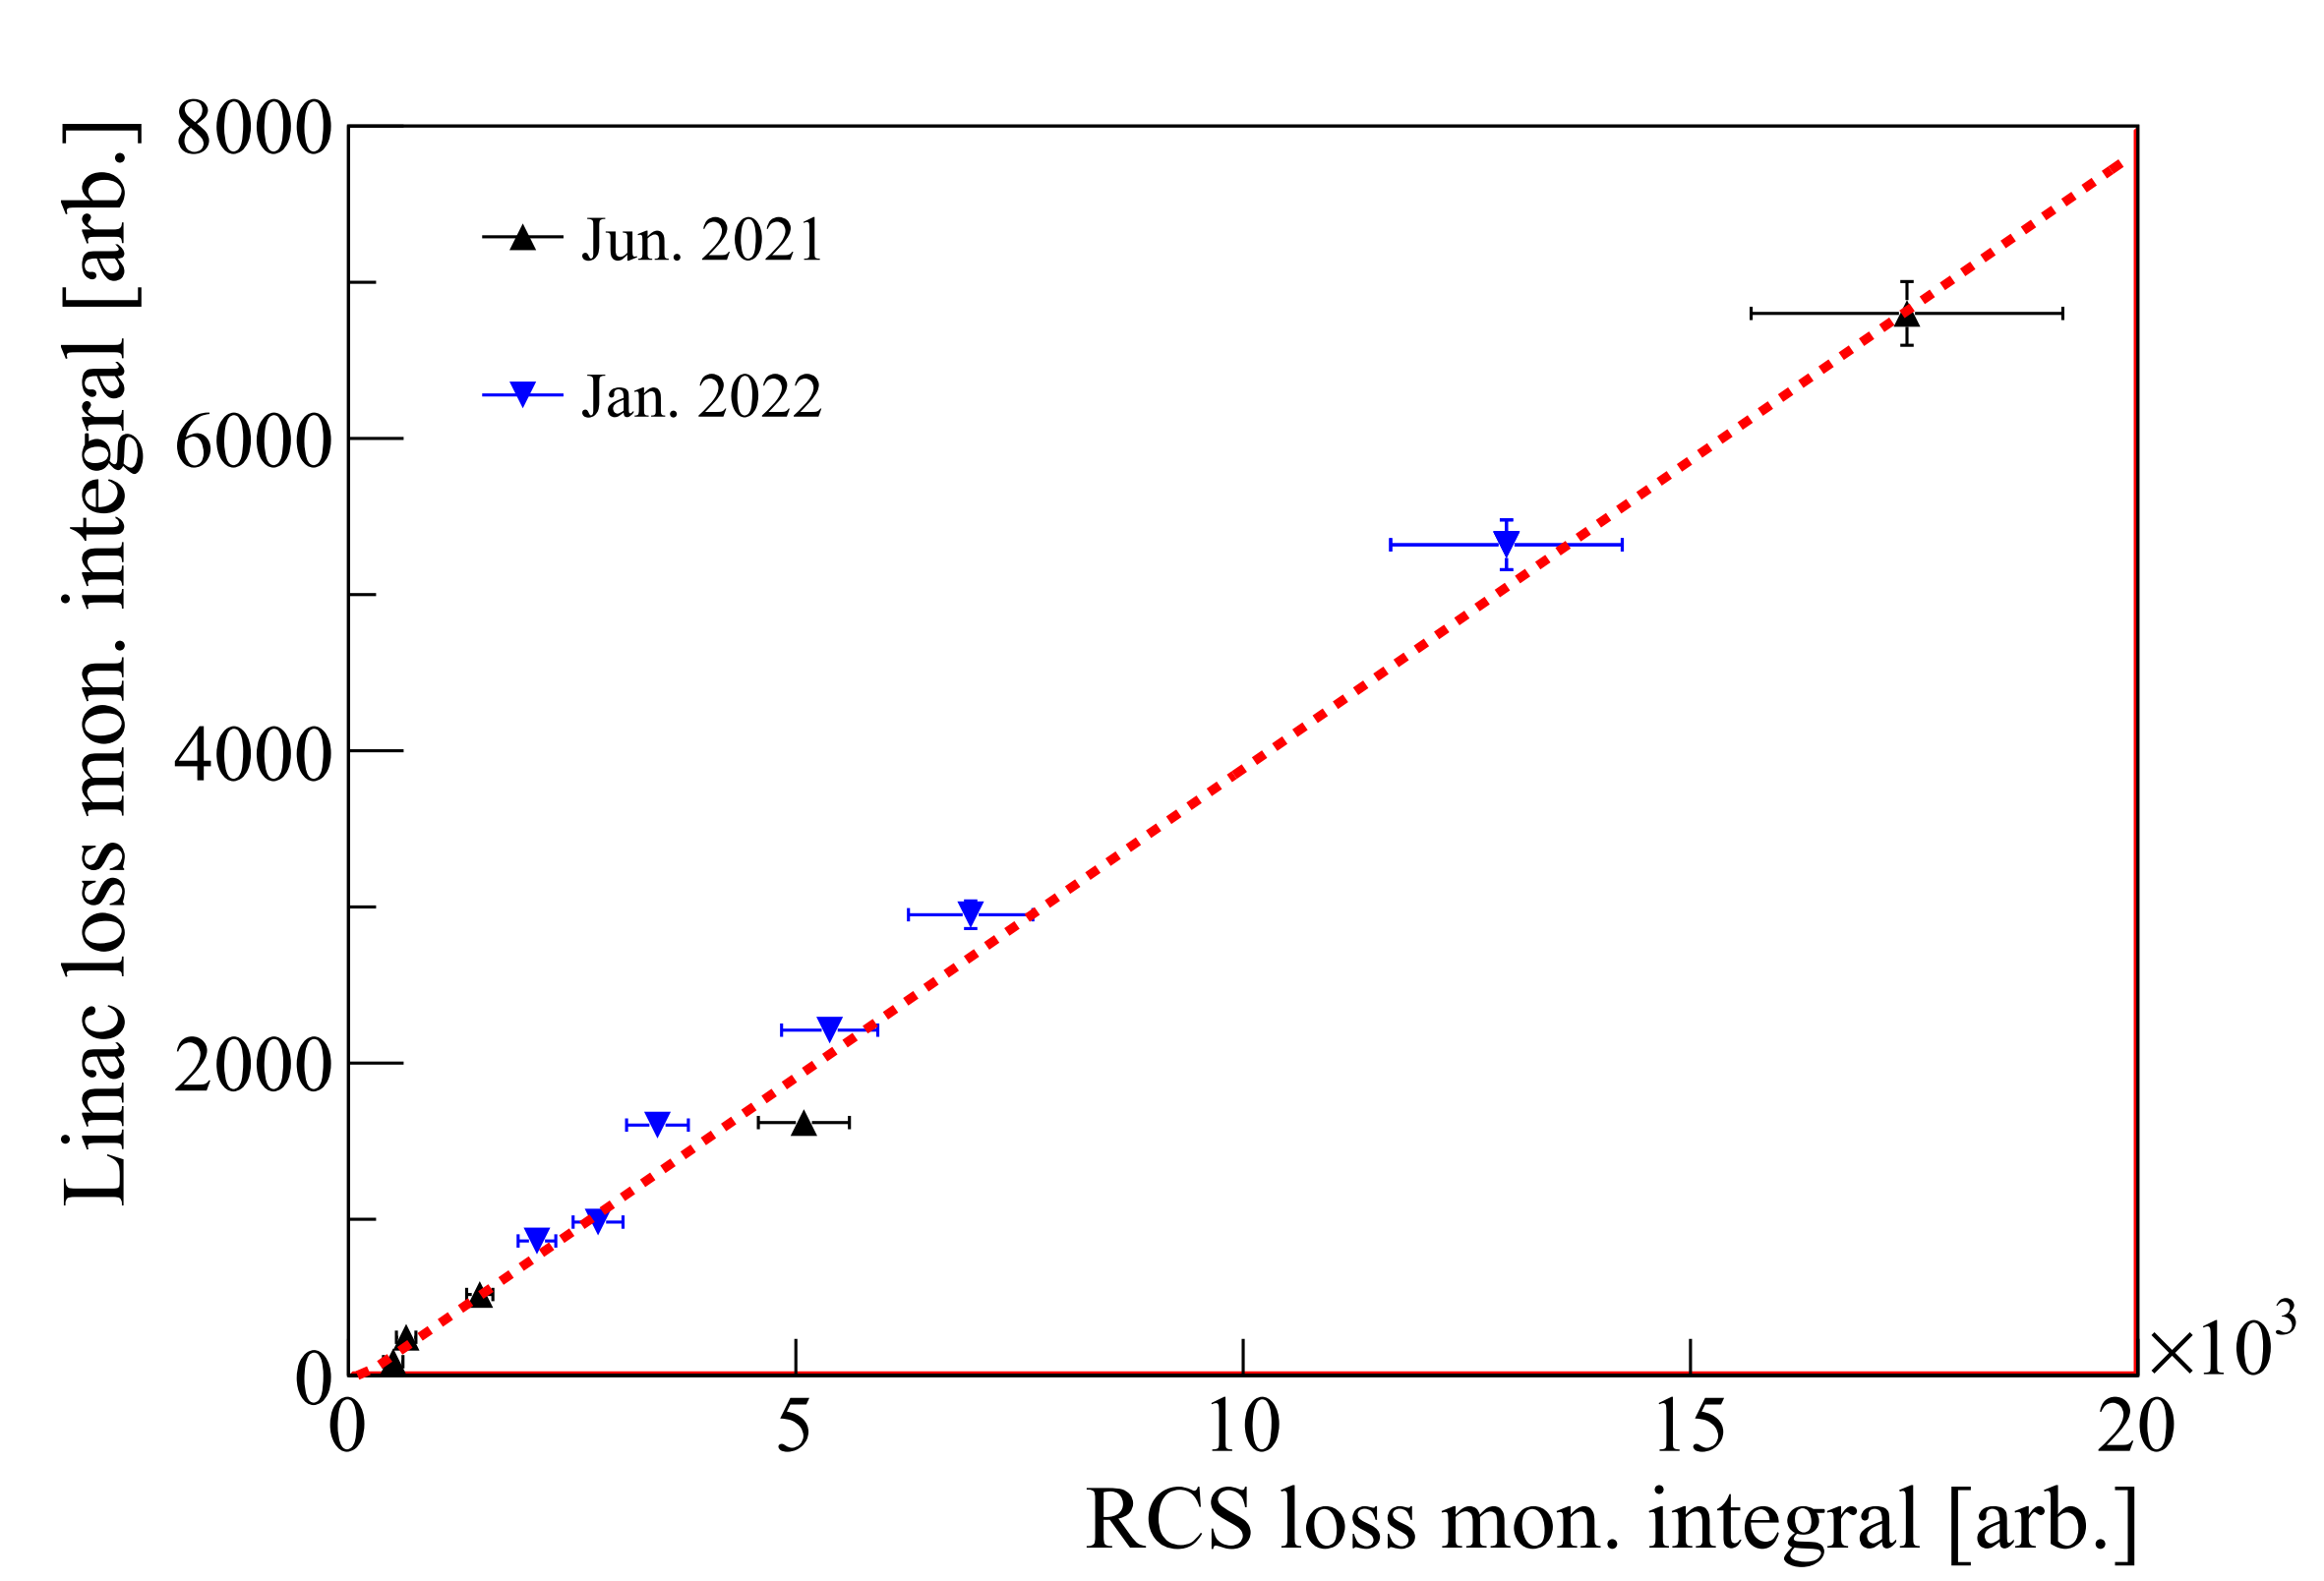 Linac loss mon. integral [arb.]
8000
6000
4000
2000
0
Jun. 2021
Jan. 2022
0 5 10 15 20
×10³
RCS loss mon. integral [arb.]